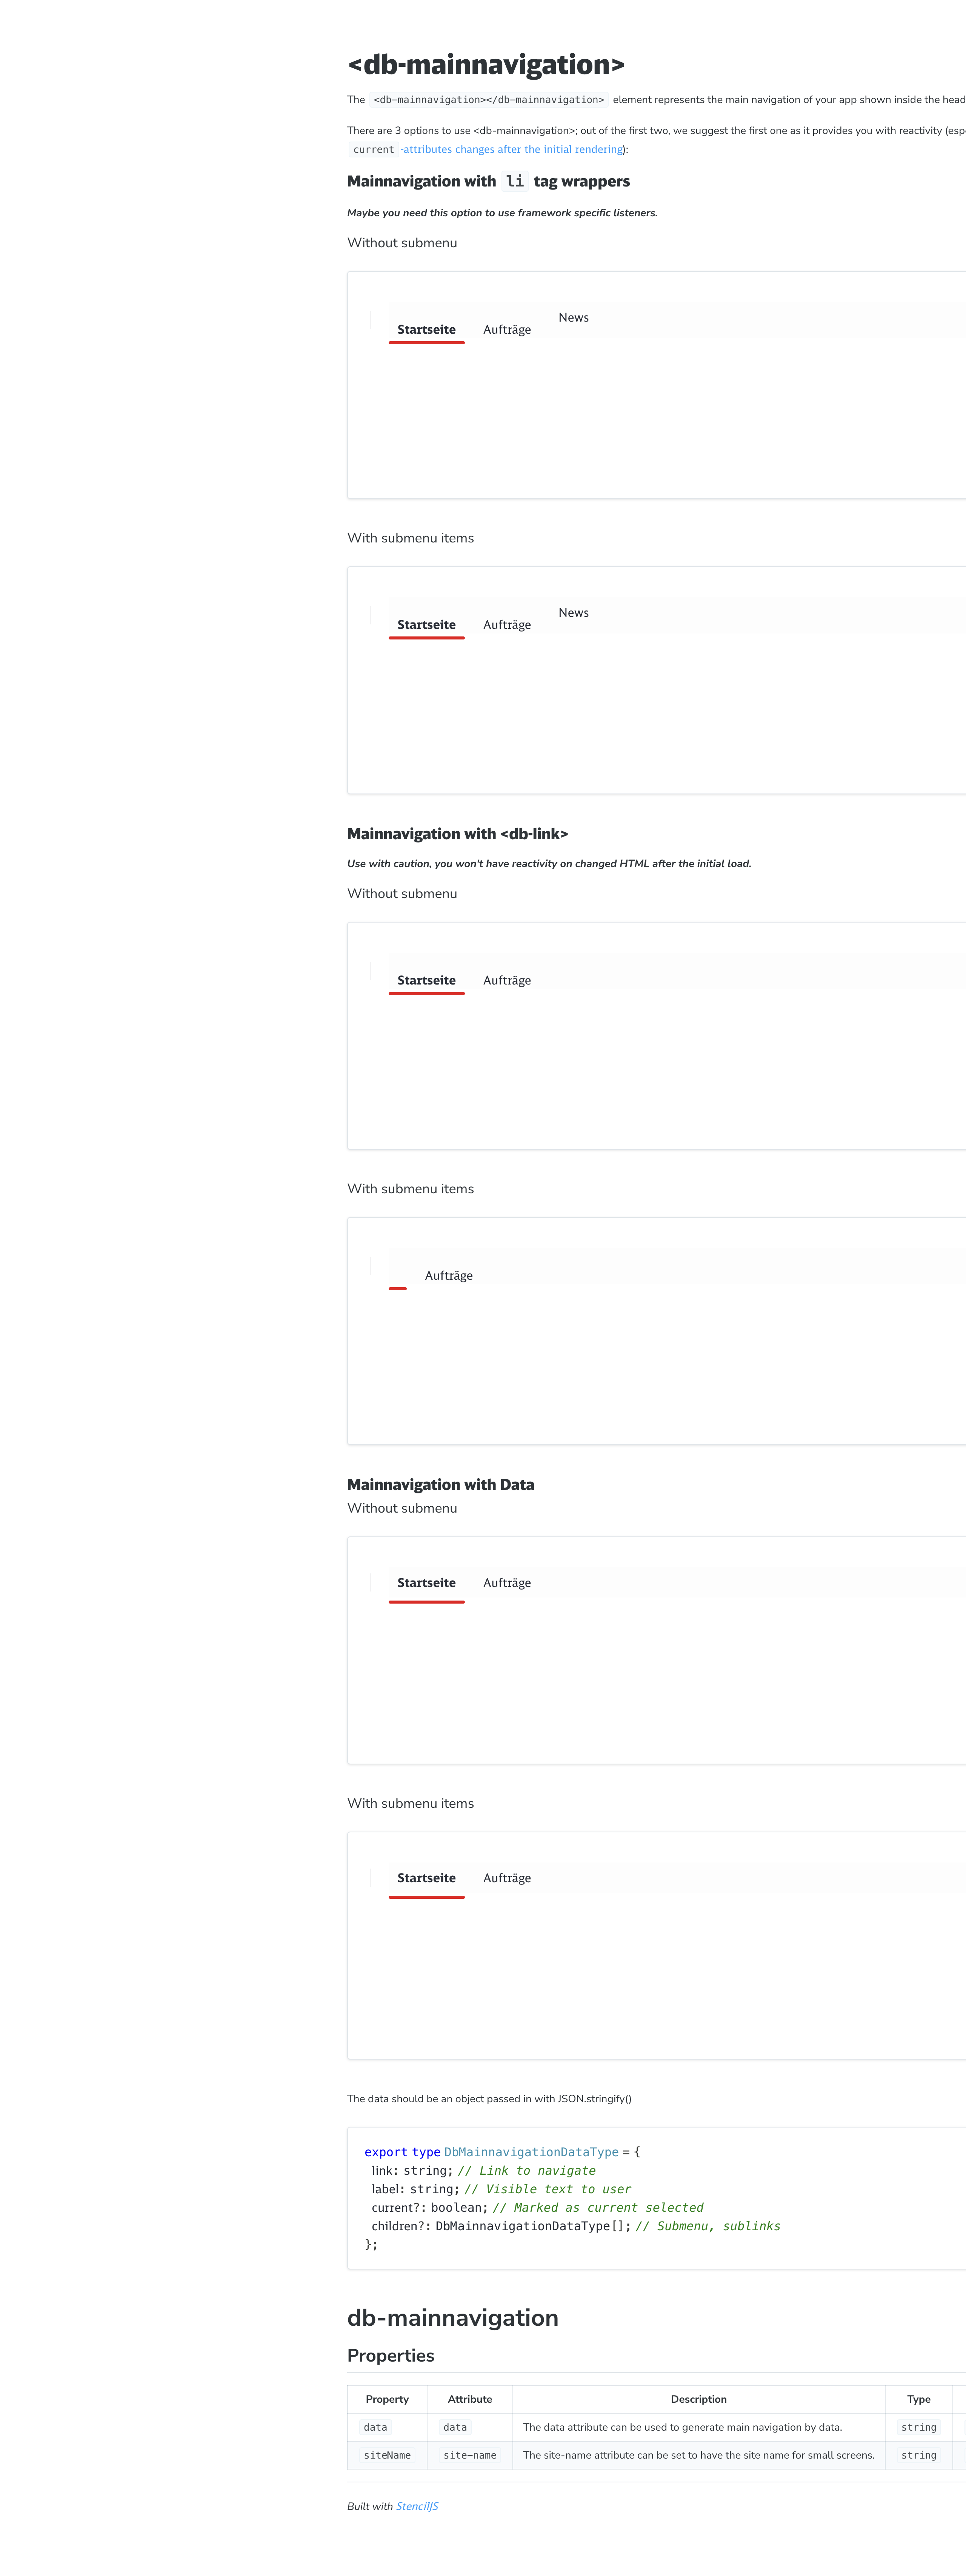 <db-mainnavigation>
The <db-mainnavigation></db-mainnavigation> element represents the main navigation of your app shown inside the head
There are 3 options to use <db-mainnavigation>; out of the first two, we suggest the first one as it provides you with reactivity
current -attributes changes after the initial rendering):
Mainnavigation with li tag wrappers
Maybe you need this option to use framework specific listeners.
Without submenu
Startseite Aufträge News
With submenu items
Startseite Aufträge News
Mainnavigation with <db-link>
Use with caution, you won't have reactivity on changed HTML after the initial load.
Without submenu
Startseite Aufträge
With submenu items
Aufträge
Mainnavigation with Data
Without submenu
Startseite Aufträge
With submenu items
Startseite Aufträge
The data should be an object passed in with JSON.stringify()
export type DbMainnavigationDataType = {
link: string; // Link to navigate
label: string; // Visible text to user
current?: boolean; // Marked as current selected
children?: DbMainnavigationDataType[]; // Submenu, sublinks
};
db-mainnavigation
Properties
Property Attribute Description Type
data data The data attribute can be used to generate main navigation by data. string
siteName site-name The site-name attribute can be set to have the site name for small screens. string
Built with StencilJS